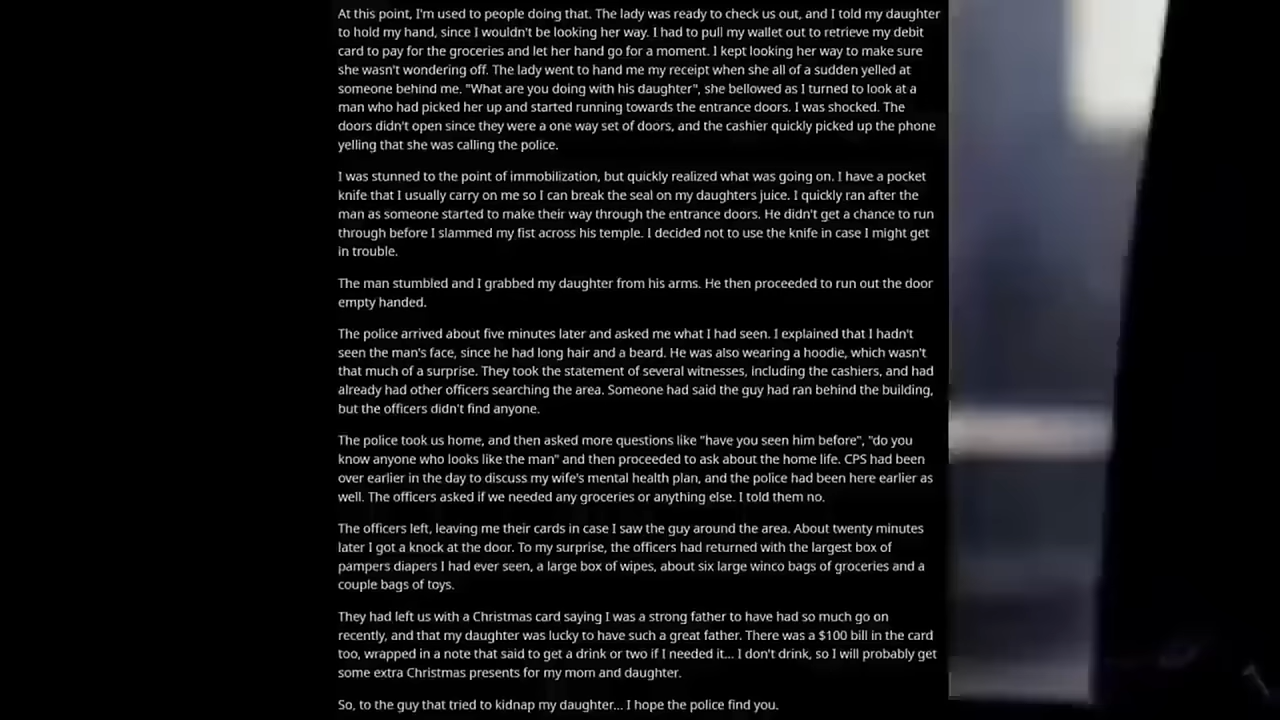 At this point, I'm used to people doing that. The lady was ready to check us out, and I told my daughter
to hold my hand, since I wouldn't be looking her way. I had to pull my wallet out to retrieve my debit
card to pay for the groceries and let her hand go for a moment. I kept looking her way to make sure
she wasn't wondering off. The lady went to hand me my receipt when she all of a sudden yelled at
someone behind me. "What are you doing with his daughter", she bellowed as I turned to look at a
man who had picked her up and started running towards the entrance doors. I was shocked. The
doors didn't open since they were a one way set of doors, and the cashier quickly picked up the phone
yelling that she was calling the police.
I was stunned to the point of immobilization, but quickly realized what was going on. I have a pocket
knife that I usually carry on me so I can break the seal on my daughters juice. I quickly ran after the
man as someone started to make their way through the entrance doors. He didn't get a chance to run
through before I slammed my fist across his temple. I decided not to use the knife in case I might get
in trouble.
The man stumbled and I grabbed my daughter from his arms. He then proceeded to run out the door
empty handed.
The police arrived about five minutes later and asked me what I had seen. I explained that I hadn't
seen the man's face, since he had long hair and a beard. He was also wearing a hoodie, which wasn't
that much of a surprise. They took the statement of several witnesses, including the cashiers, and had
already had other officers searching the area. Someone had said the guy had ran behind the building,
but the officers didn't find anyone.
The police took us home, and then asked more questions like "have you seen him before", "do you
know anyone who looks like the man" and then proceeded to ask about the home life. CPS had been
over earlier in the day to discuss my wife's mental health plan, and the police had been here earlier as
well. The officers asked if we needed any groceries or anything else. I told them no.
The officers left, leaving me their cards in case I saw the guy around the area. About twenty minutes
later I got a knock at the door. To my surprise, the officers had returned with the largest box of
pampers diapers I had ever seen, a large box of wipes, about six large winco bags of groceries and a
couple bags of toys.
They had left us with a Christmas card saying I was a strong father to have had so much go on
recently, and that my daughter was lucky to have such a great father. There was a $100 bill in the card
too, wrapped in a note that said to get a drink or two if I needed it... I don't drink, so I will probably get
some extra Christmas presents for my mom and daughter.
So, to the guy that tried to kidnap my daughter... I hope the police find you.